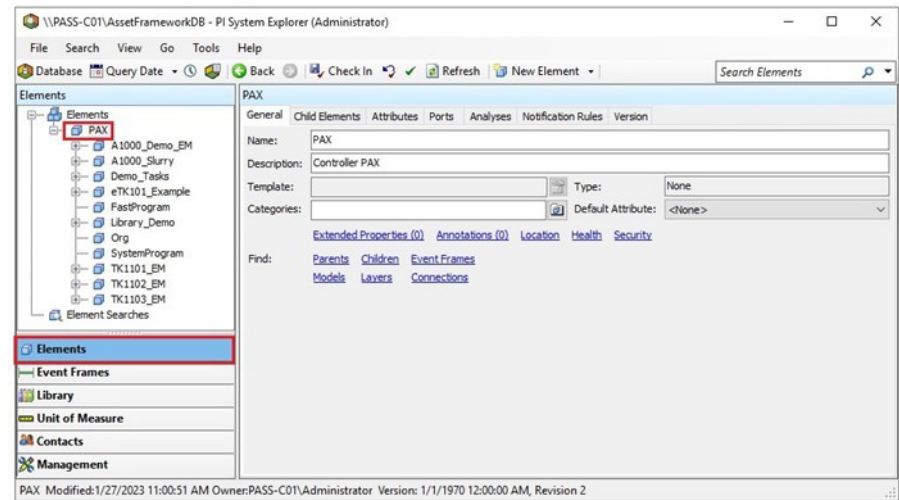 \\PASS-C01\AssetFrameworkDB - PI System Explorer (Administrator)
File Search View Go Tools Help
Database Query Date Back Check In Refresh New Element Search Elements
Elements
Elements
PAX
A1000_Demo_EM
A1000_Slurry
Demo_Tasks
eTK101_Example
FastProgram
Library_Demo
Org
SystemProgram
TK1101_EM
TK1102_EM
TK1103_EM
Element Searches
Elements
Event Frames
Library
Unit of Measure
Contacts
Management
PAX
General Child Elements Attributes Ports Analyses Notification Rules Version
Name: PAX
Description: Controller PAX
Template: Type: None
Categories: Default Attribute: <None>
Extended Properties (0) Annotations (0) Location Health Security
Find: Parents Children Event Frames
Models Layers Connections
PAX Modified:1/27/2023 11:00:51 AM Owner:PASS-C01\Administrator Version: 1/1/1970 12:00:00 AM, Revision 2